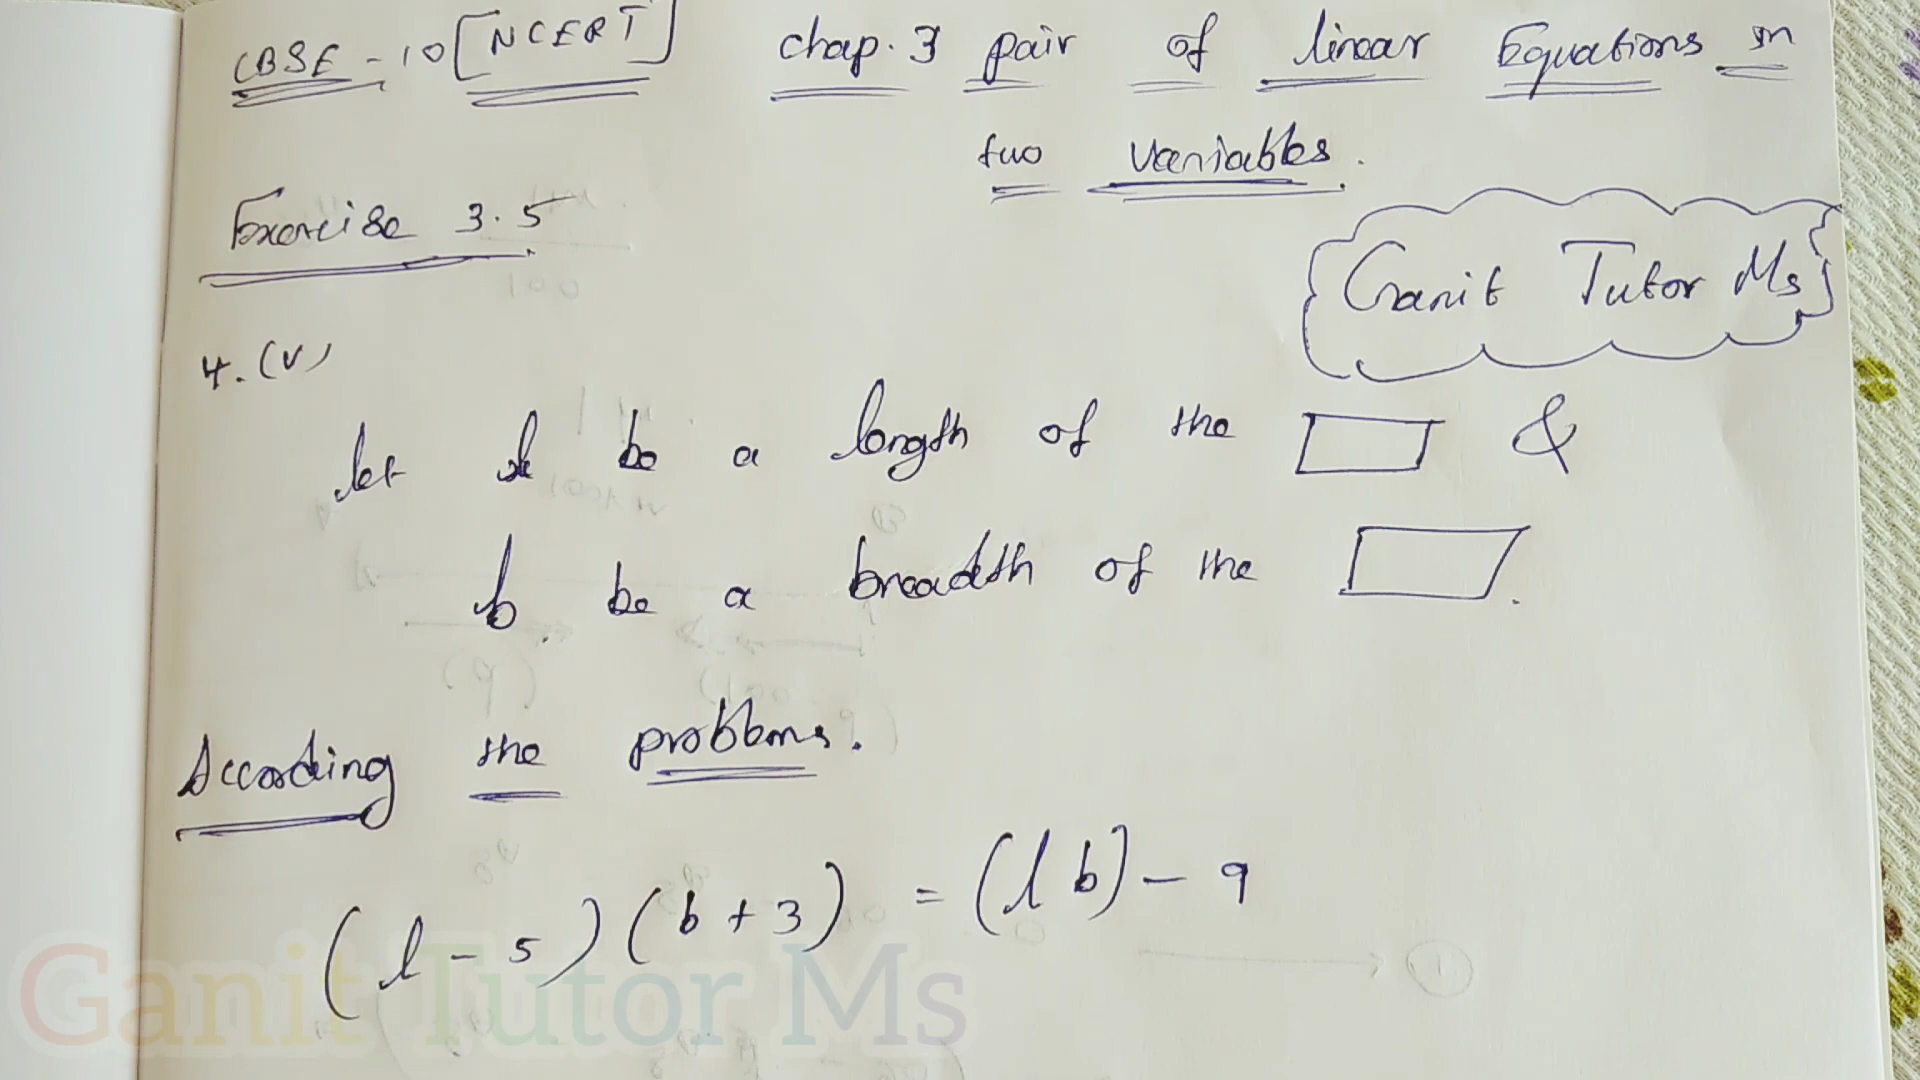 CBSE - 10 [NCERT] chap. 3 pair of linear Equations in
two variables.
Exercise 3.5
Ganit Tutor Ms
4. (v)
let l be a length of the &
b be a breadth of the
According the problems.
(l - 5) (b + 3) = (l b) - 9
Ganit Tutor Ms